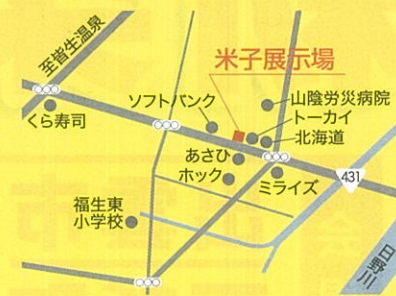 至皆生温泉
米子展示場
山陰労災病院
ソフトバンク
トーカイ
くら寿司
北海道
あさひ
ホック
ミライズ
431
福生東
小学校
日野川